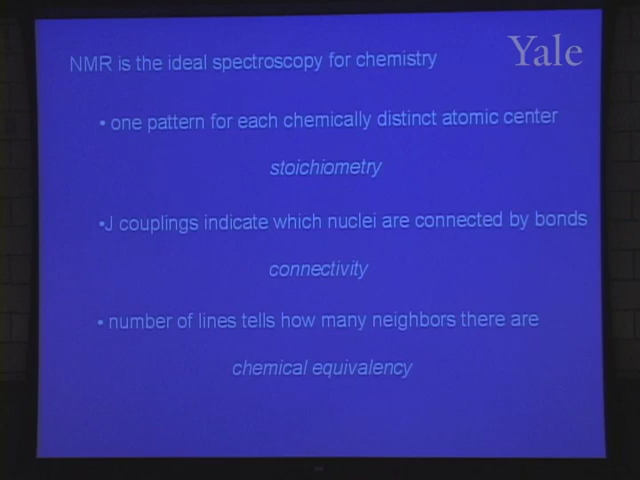 Yale
NMR is the ideal spectroscopy for chemistry
• one pattern for each chemically distinct atomic center
stoichiometry
•J couplings indicate which nuclei are connected by bonds
connectivity
• number of lines tells how many neighbors there are
chemical equivalency